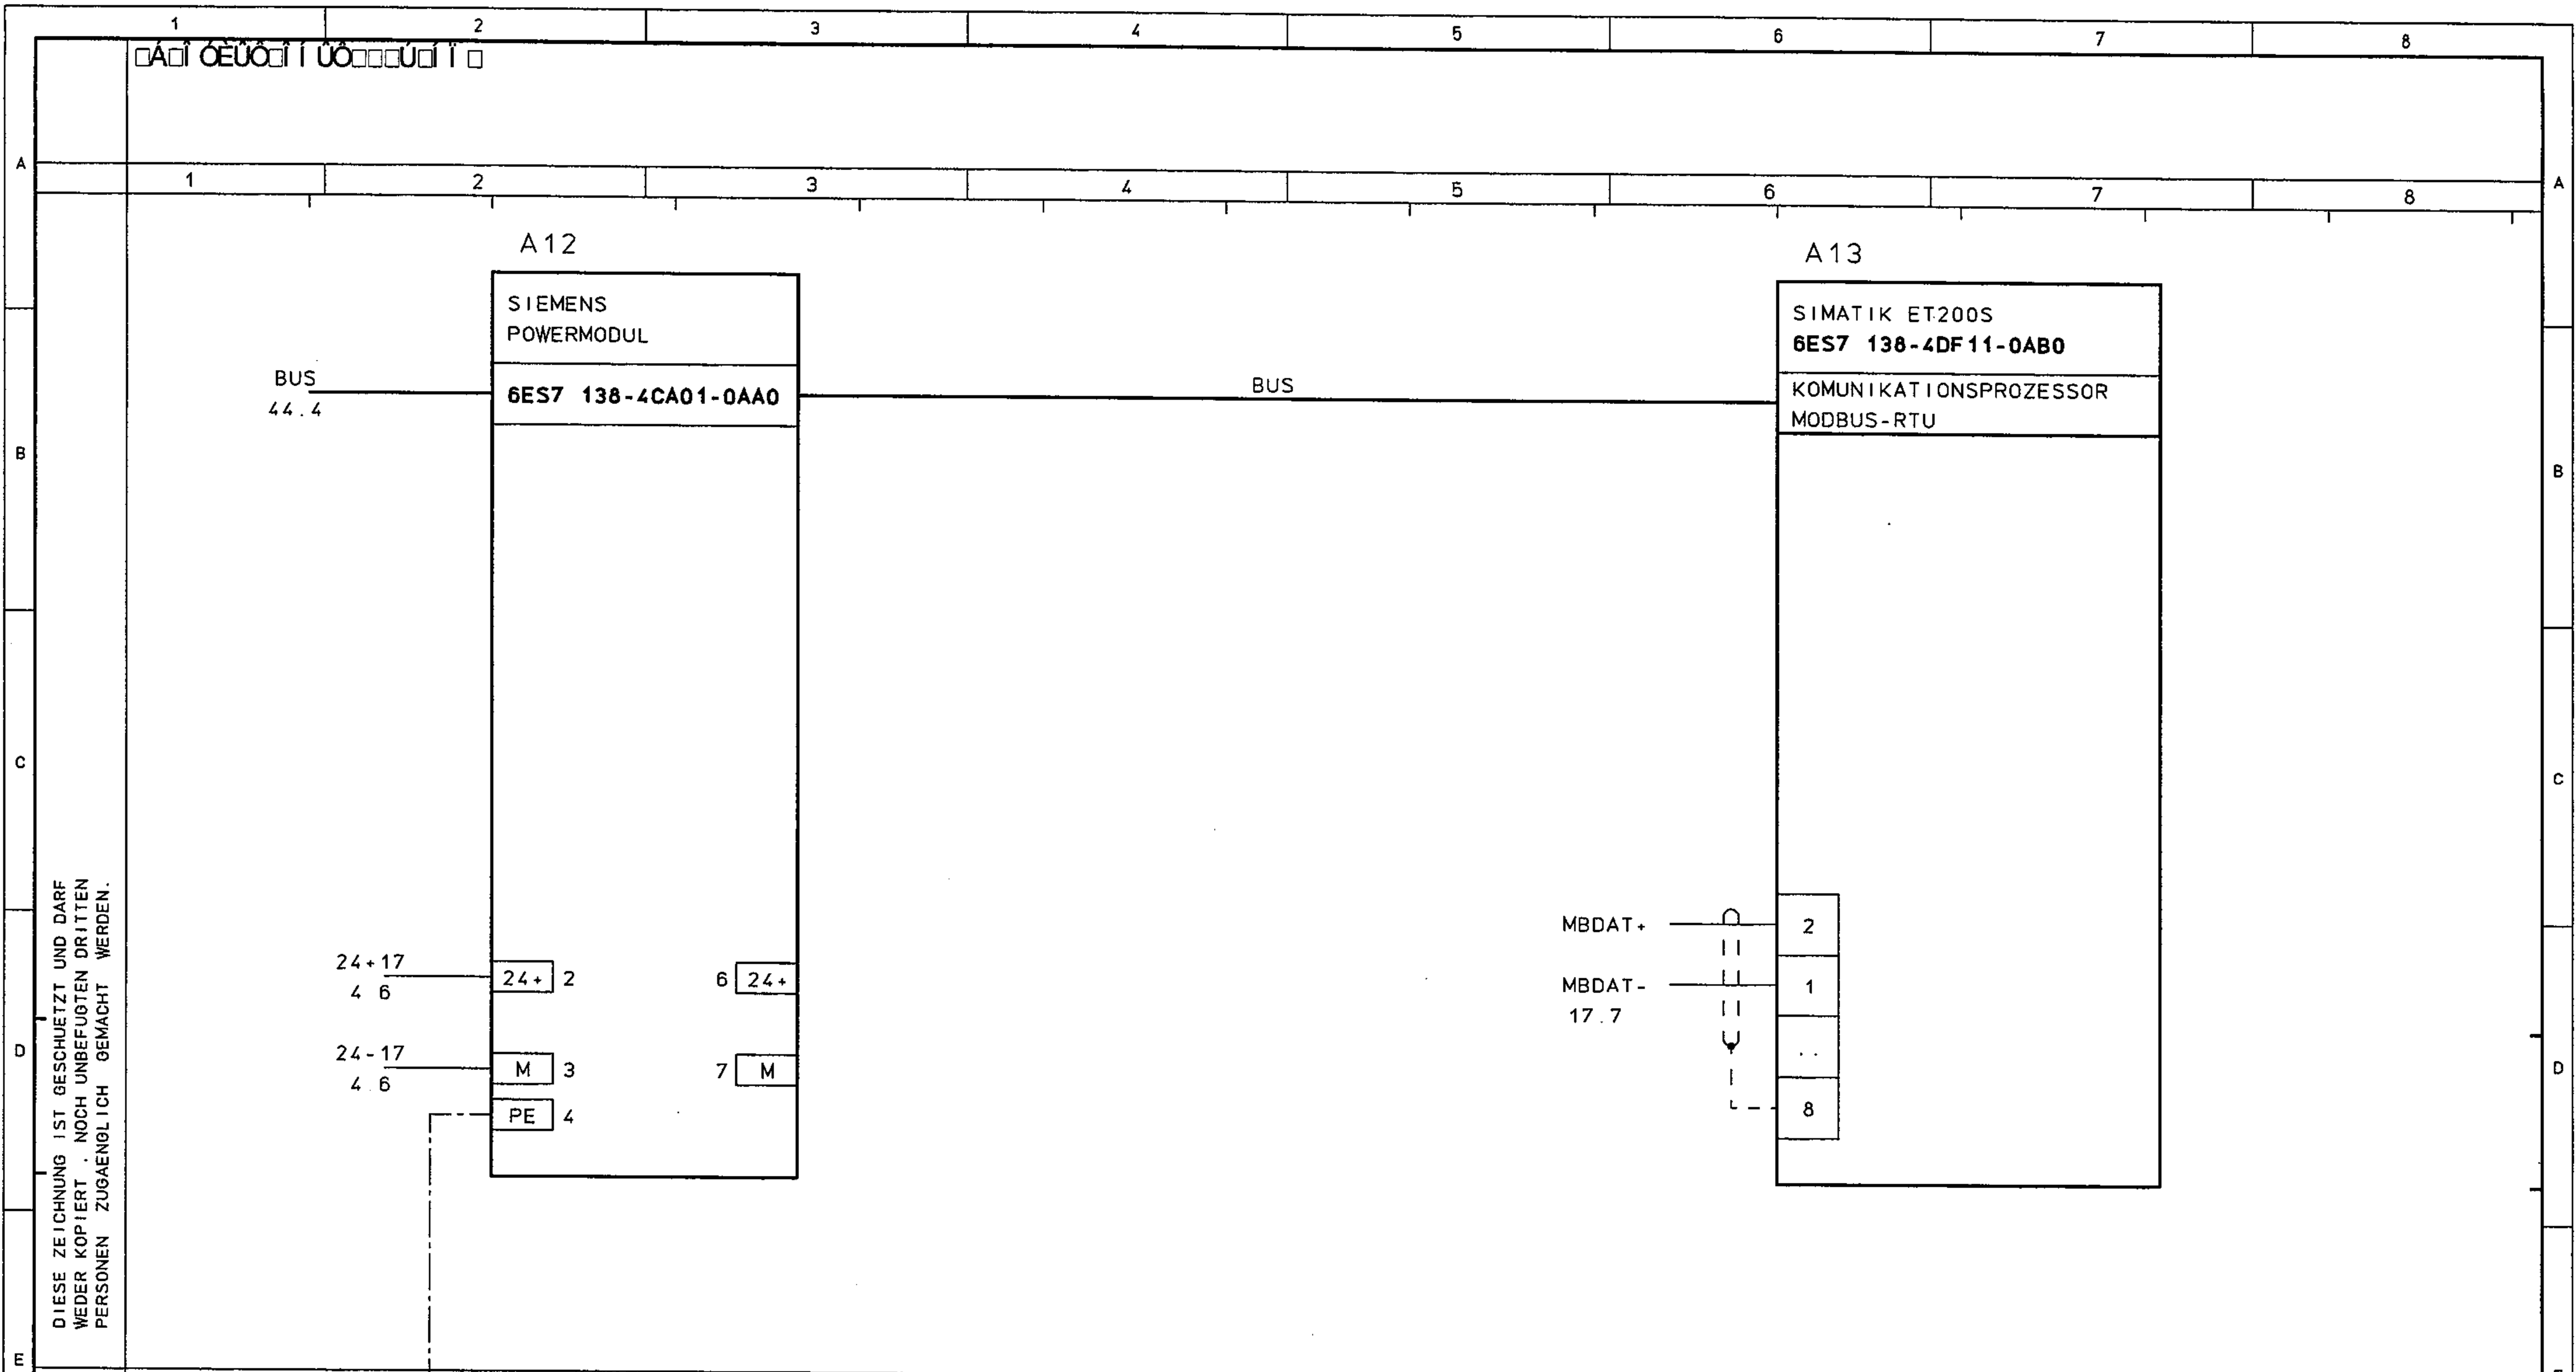 1 2 3 4 5 6 7 8
A A
1 2 3 4 5 6 7 8
A12
SIEMENS
POWERMODUL
6ES7 138-4CA01-0AA0
BUS
44.4
BUS
A13
SIMATIK ET200S
6ES7 138-4DF11-0AB0
KOMUNIKATIONSPROZESSOR
MODBUS-RTU
B B
C C
24+17
4 6
24+ 2
6 24+
24-17
4.6
M 3
7 M
PE 4
MBDAT+
2
MBDAT-
17.7
1
..
8
D D
E
DIESE ZEICHNUNG IST GESCHUETZT UND DARF
WEDER KOPIERT . NOCH UNBEFUGTEN DRITTEN
PERSONEN ZUGAENGLICH GEMACHT WERDEN.